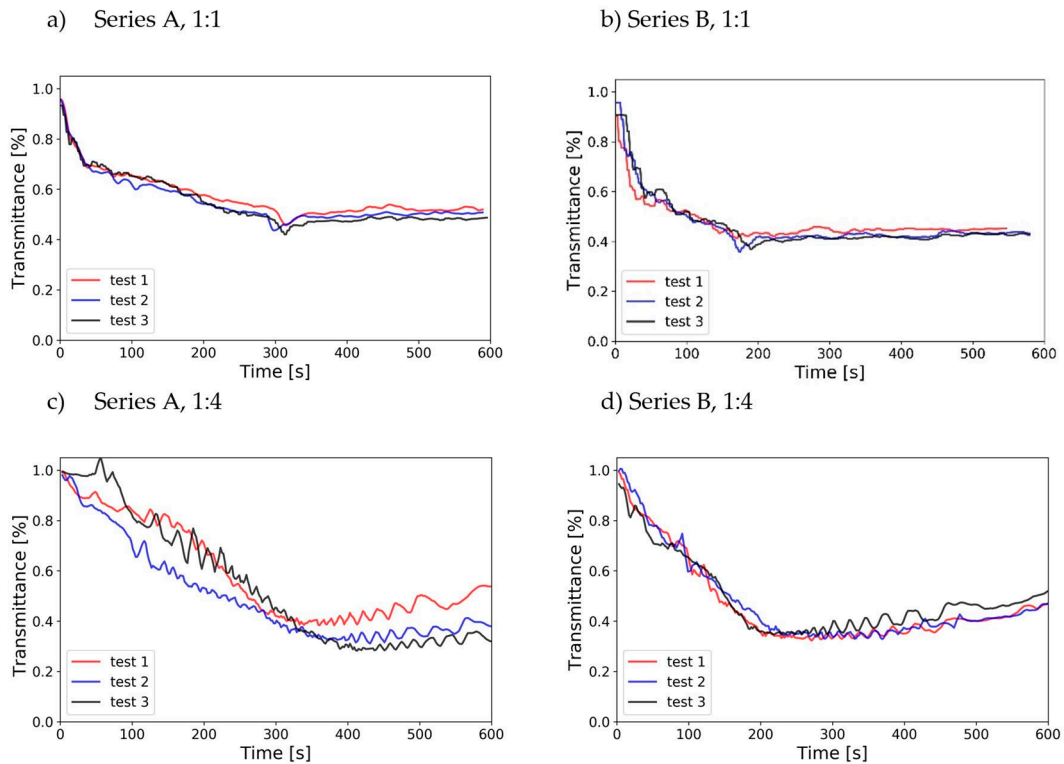 a) Series A, 1:1
b) Series B, 1:1
Transmittance [%]
1.0
0.8
0.6
0.4
0.2
0.0
test 1
test 2
test 3
0 100 200 300 400 500 600
Time [s]
Transmittance [%]
1.0
0.8
0.6
0.4
0.2
0.0
test 1
test 2
test 3
0 100 200 300 400 500 600
Time [s]
c) Series A, 1:4
d) Series B, 1:4
Transmittance [%]
1.0
0.8
0.6
0.4
0.2
0.0
test 1
test 2
test 3
0 100 200 300 400 500 600
Time [s]
Transmittance [%]
1.0
0.8
0.6
0.4
0.2
0.0
test 1
test 2
test 3
0 100 200 300 400 500 600
Time [s]